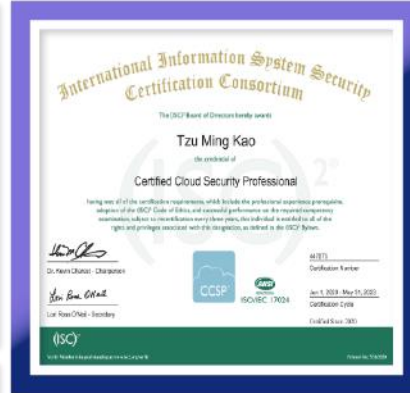 International Information System Security
Certification Consortium
The (ISC)² Board of Directors hereby awards
Tzu Ming Kao
the credential of
Certified Cloud Security Professional
having met all of the certification requirements, which include the professional experience prerequisite,
adoption of the (ISC)² Code of Ethics, and successful performance on the required competency
examination, subject to recertification every three years, this individual is entitled to all of the
rights and privileges associated with this designation, as defined in the (ISC)² Bylaws.
Dr. Kevin Charest - Chairperson
Lori Ross O'Neil - Secretary
CCSP
ANSI
ISO/IEC 17024
Certification Number
Certification Cycle
Certified Since: 2020
(ISC)²